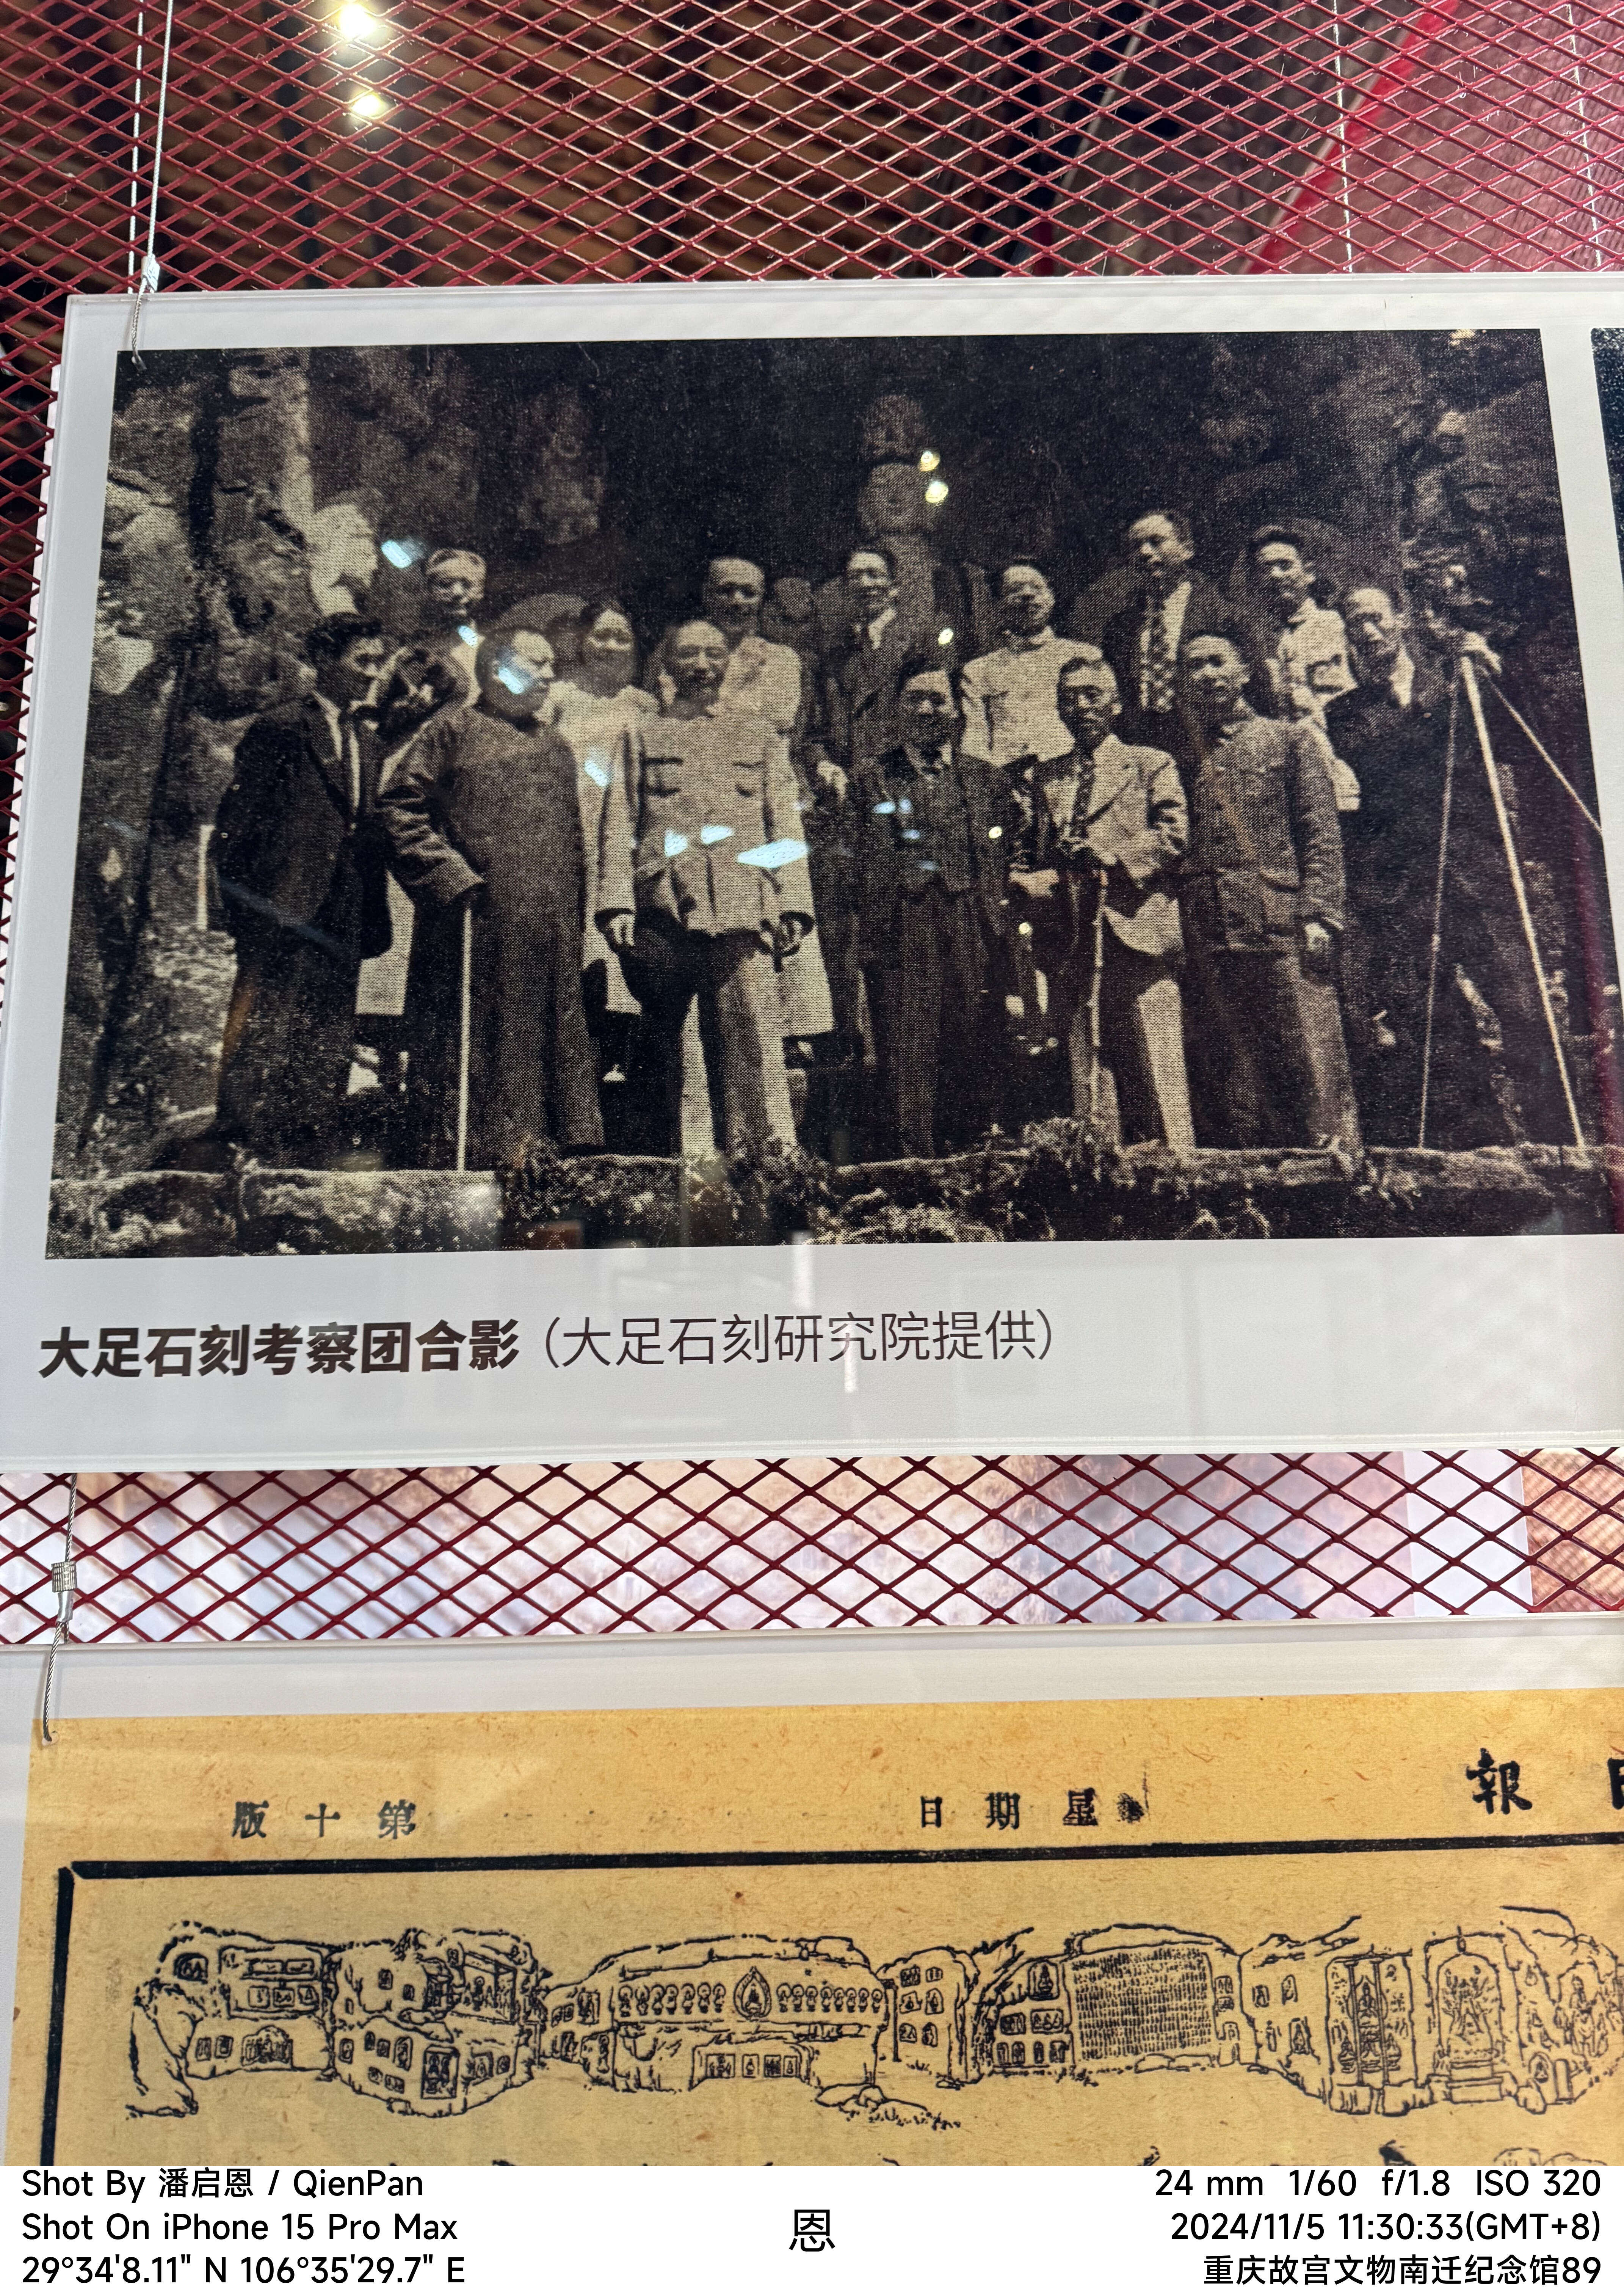 大足石刻考察团合影（大足石刻研究院提供）
版 十 第
日 期 星
報
Shot By 潘启恩 / QienPan
Shot On iPhone 15 Pro Max
29°34'8.11" N 106°35'29.7" E
恩
24 mm 1/60 f/1.8 ISO 320
2024/11/5 11:30:33(GMT+8)
重庆故宫文物南迁纪念馆89